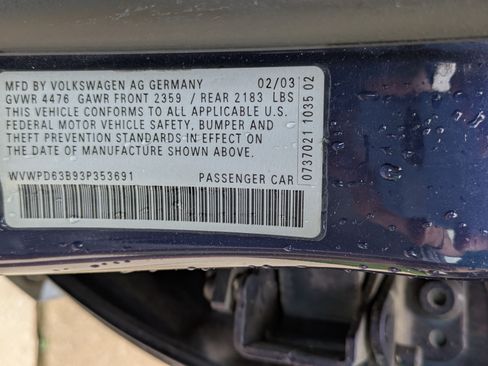 MFD BY VOLKSWAGEN AG GERMANY 02/03
GVWR 4476 GAWR FRONT 2359 / REAR 2183 LBS
THIS VEHICLE CONFORMS TO ALL APPLICABLE U.S.
FEDERAL MOTOR VEHICLE SAFETY, BUMPER AND
THEFT PREVENTION STANDARDS IN EFFECT ON
THE DATE OF MANUFACTURE SHOWN ABOVE.
WVWPD63B93P353691 PASSENGER CAR
0737021 1035 02